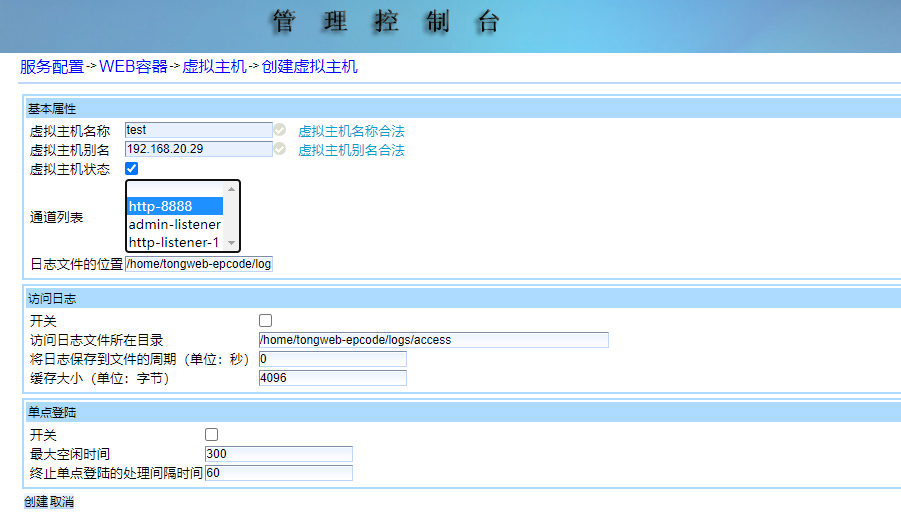 管理控制台
服务配置->WEB容器->虚拟主机->创建虚拟主机
基本属性
虚拟主机名称 test 虚拟主机名称合法
虚拟主机别名 192.168.20.29 虚拟主机别名合法
虚拟主机状态
通道列表
http-8888
admin-listener
http-listener-1
日志文件的位置 /home/tongweb-epcode/log
访问日志
开关
访问日志文件所在目录 /home/tongweb-epcode/logs/access
将日志保存到文件的周期（单位：秒） 0
缓存大小（单位：字节） 4096
单点登陆
开关
最大空闲时间 300
终止单点登陆的处理间隔时间 60
创建 取消